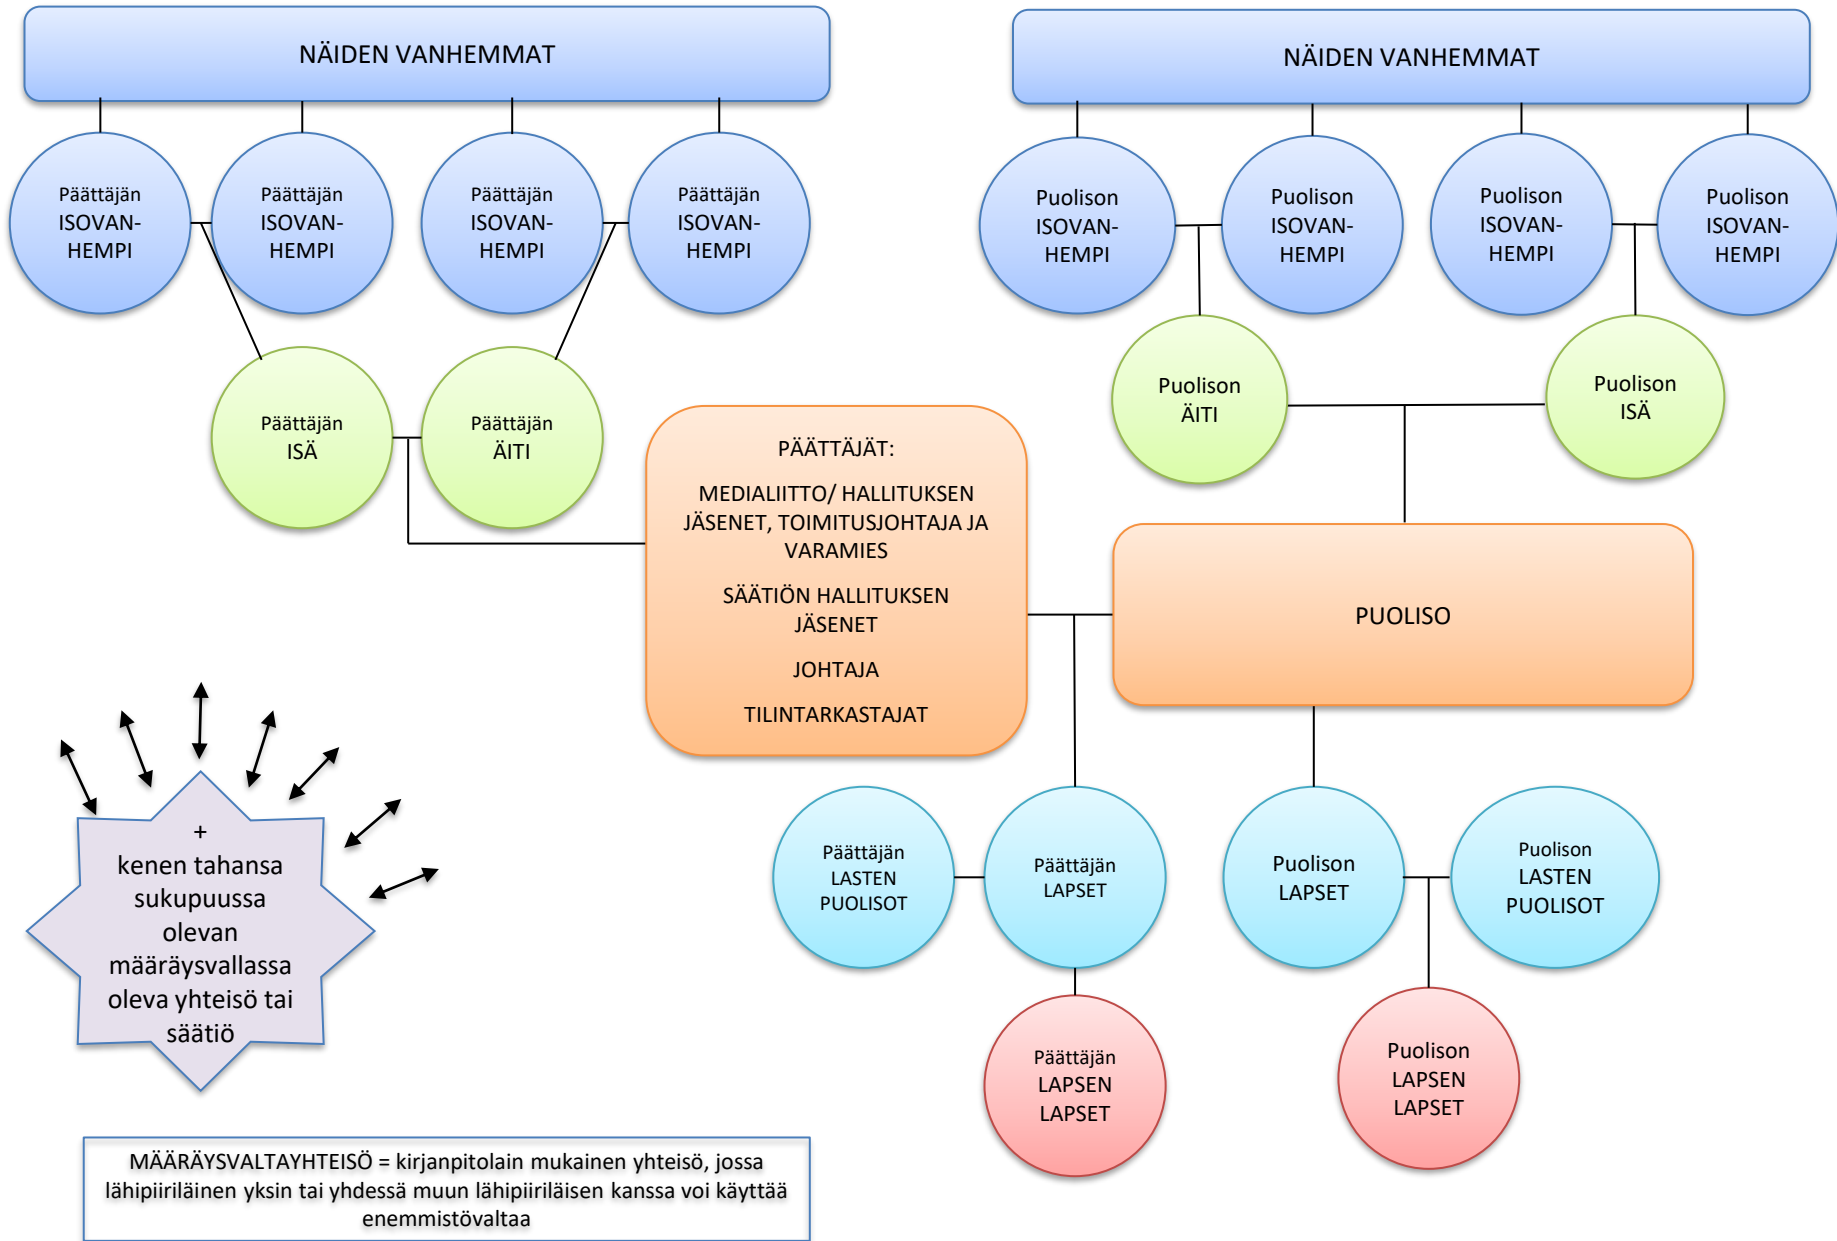 NÄIDEN VANHEMMAT
NÄIDEN VANHEMMAT
Päättäjän
ISOVAN-
HEMPI
Päättäjän
ISOVAN-
HEMPI
Päättäjän
ISOVAN-
HEMPI
Päättäjän
ISOVAN-
HEMPI
Puolison
ISOVAN-
HEMPI
Puolison
ISOVAN-
HEMPI
Puolison
ISOVAN-
HEMPI
Puolison
ISOVAN-
HEMPI
Päättäjän
ISÄ
Päättäjän
ÄITI
Puolison
ÄITI
Puolison
ISÄ
PÄÄTTÄJÄT:
MEDIALIITTO/ HALLITUKSEN
JÄSENET, TOIMITUSJOHTAJA JA
VARAMIES
SÄÄTIÖN HALLITUKSEN
JÄSENET
JOHTAJA
TILINTARKASTAJAT
PUOLISO
+
kenen tahansa
sukupuussa
olevan
määräysvallassa
oleva yhteisö tai
säätiö
Päättäjän
LASTEN
PUOLISOT
Päättäjän
LAPSET
Puolison
LAPSET
Puolison
LASTEN
PUOLISOT
Päättäjän
LAPSEN
LAPSET
Puolison
LAPSEN
LAPSET
MÄÄRÄYSVALTAYHTEISÖ = kirjanpitolain mukainen yhteisö, jossa
lähipiiriläinen yksin tai yhdessä muun lähipiiriläisen kanssa voi käyttää
enemmistövaltaa